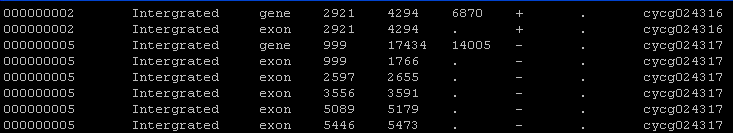 000000002 Intergrated gene 2921 4294 6870 + . cycg024316
000000002 Intergrated exon 2921 4294 . + . cycg024316
000000005 Intergrated gene 999 17434 14005 - . cycg024317
000000005 Intergrated exon 999 1766 . - . cycg024317
000000005 Intergrated exon 2597 2655 . - . cycg024317
000000005 Intergrated exon 3556 3591 . - . cycg024317
000000005 Intergrated exon 5089 5179 . - . cycg024317
000000005 Intergrated exon 5446 5473 . - . cycg024317